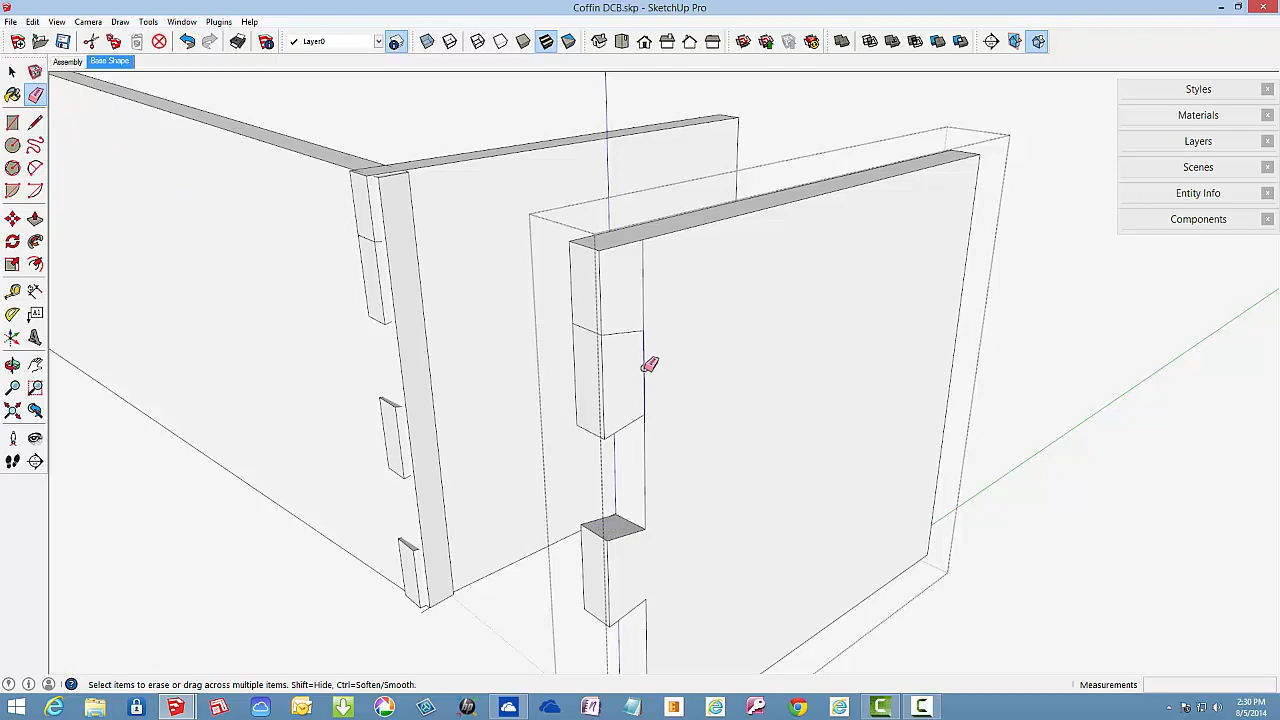 Coffin DCB.skp - SketchUp Pro
File Edit View Camera Draw Tools Window Plugins Help
Layer0
Assembly Base Shape
Styles
Materials
Layers
Scenes
Entity Info
Components
Select items to erase or drag across multiple items. Shift=Hide, Ctrl=Soften/Smooth.
Measurements
2:30 PM
8/5/2014